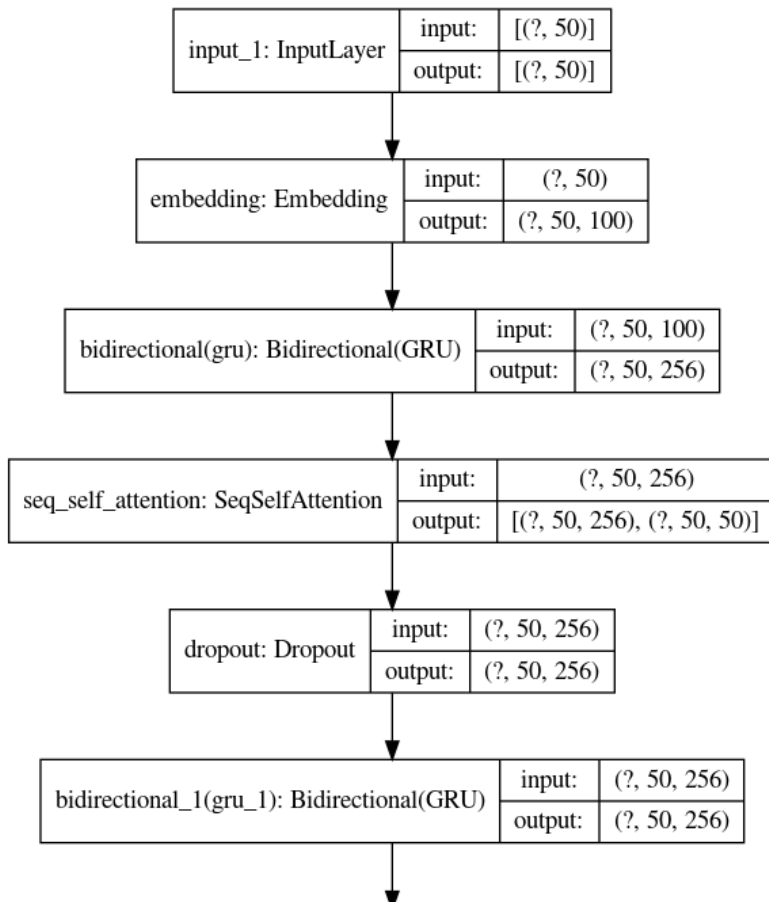 input_1: InputLayer
input: [(?, 50)]
output: [(?, 50)]
embedding: Embedding
input: (?, 50)
output: (?, 50, 100)
bidirectional(gru): Bidirectional(GRU)
input: (?, 50, 100)
output: (?, 50, 256)
seq_self_attention: SeqSelfAttention
input: (?, 50, 256)
output: [(?, 50, 256), (?, 50, 50)]
dropout: Dropout
input: (?, 50, 256)
output: (?, 50, 256)
bidirectional_1(gru_1): Bidirectional(GRU)
input: (?, 50, 256)
output: (?, 50, 256)